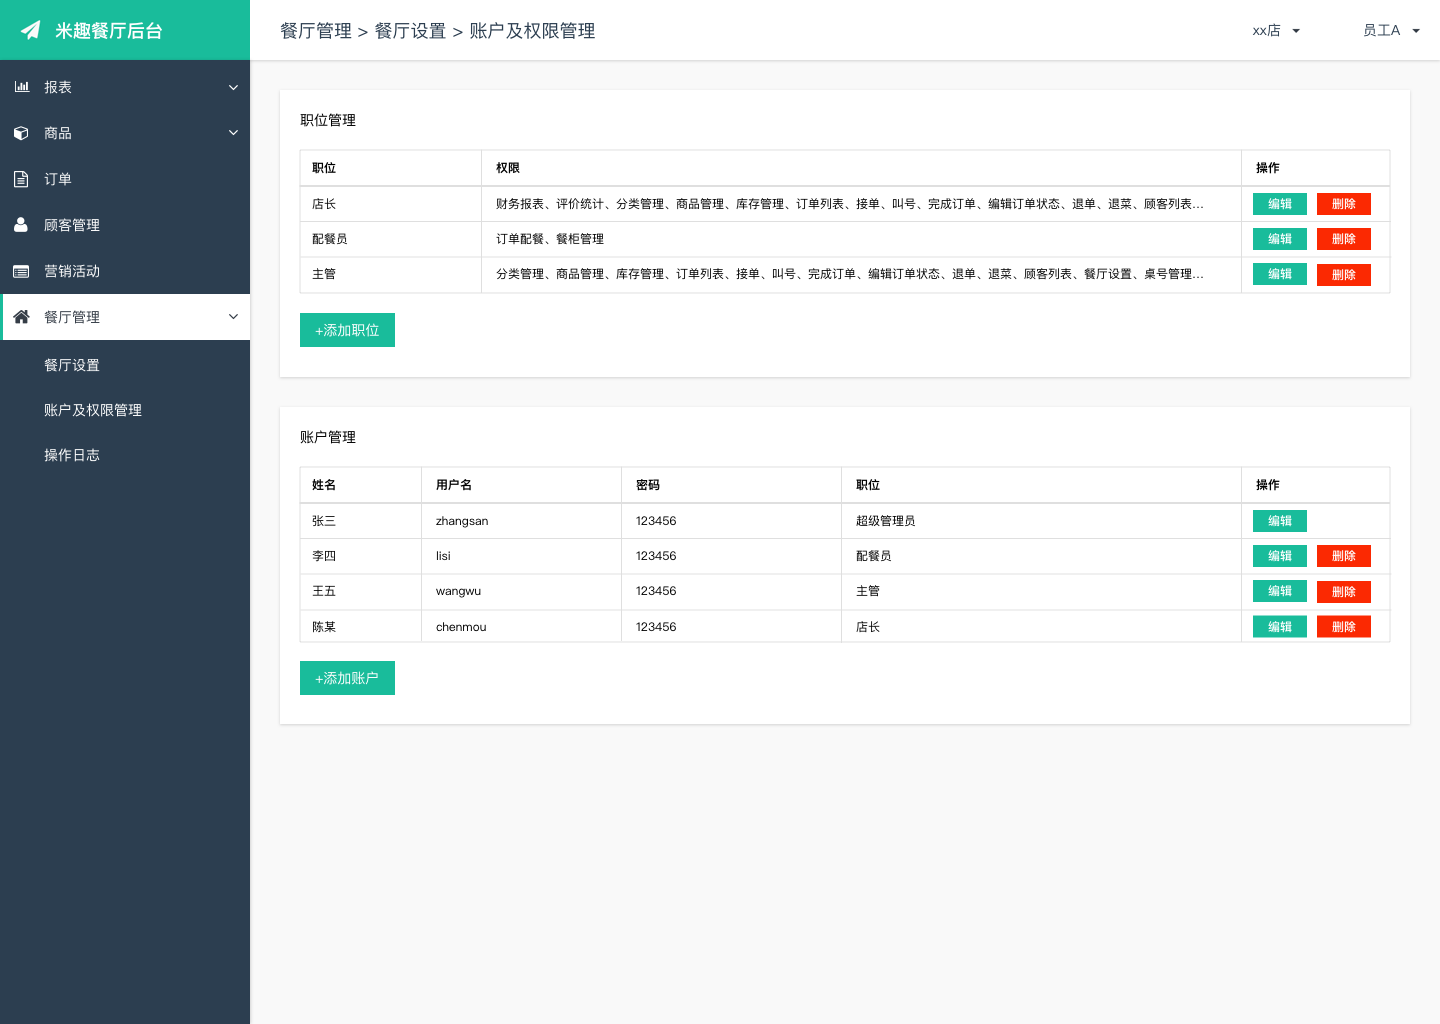 米趣餐厅后台
餐厅管理 > 餐厅设置 > 账户及权限管理
xx店
员工A
报表
商品
订单
顾客管理
营销活动
餐厅管理
餐厅设置
账户及权限管理
操作日志
职位管理
职位 权限 操作
店长 财务报表、评价统计、分类管理、商品管理、库存管理、订单列表、接单、叫号、完成订单、编辑订单状态、退单、退菜、顾客列表... 编辑 删除
配餐员 订单配餐、餐柜管理 编辑 删除
主管 分类管理、商品管理、库存管理、订单列表、接单、叫号、完成订单、编辑订单状态、退单、退菜、顾客列表、餐厅设置、桌号管理... 编辑 删除
+添加职位
账户管理
姓名 用户名 密码 职位 操作
张三 zhangsan 123456 超级管理员 编辑
李四 lisi 123456 配餐员 编辑 删除
王五 wangwu 123456 主管 编辑 删除
陈某 chenmou 123456 店长 编辑 删除
+添加账户